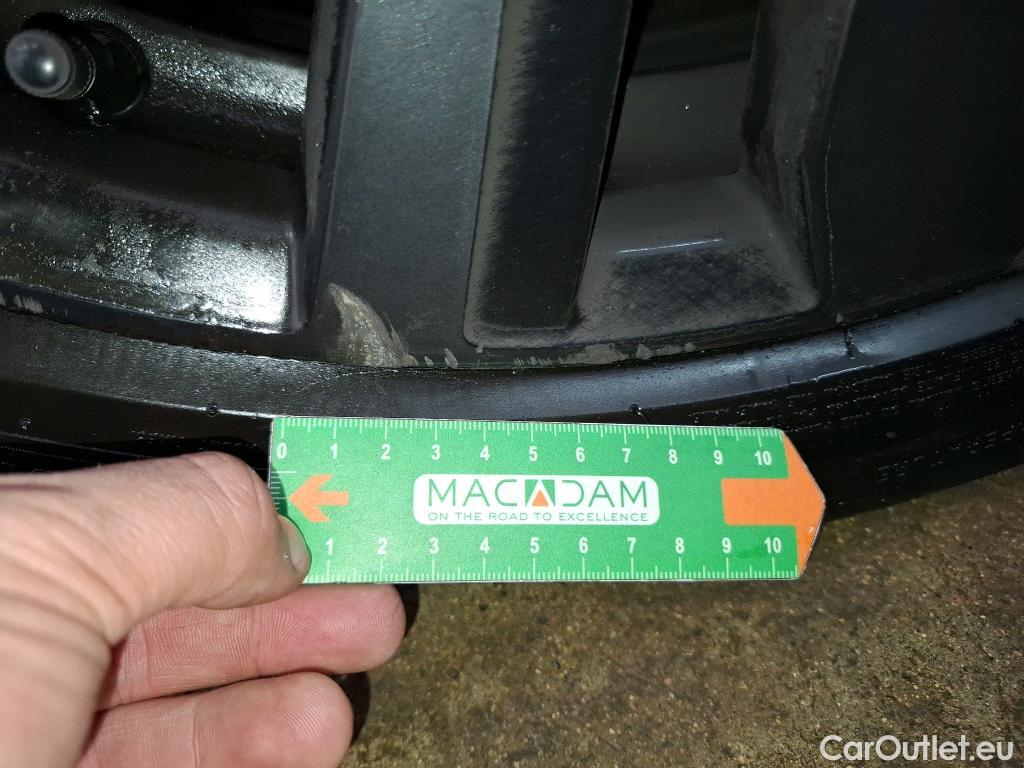 0 1 2 3 4 5 6 7 8 9 10
MACADAM
ON THE ROAD TO EXCELLENCE
1 2 3 4 5 6 7 8 9 10
CarOutlet.eu